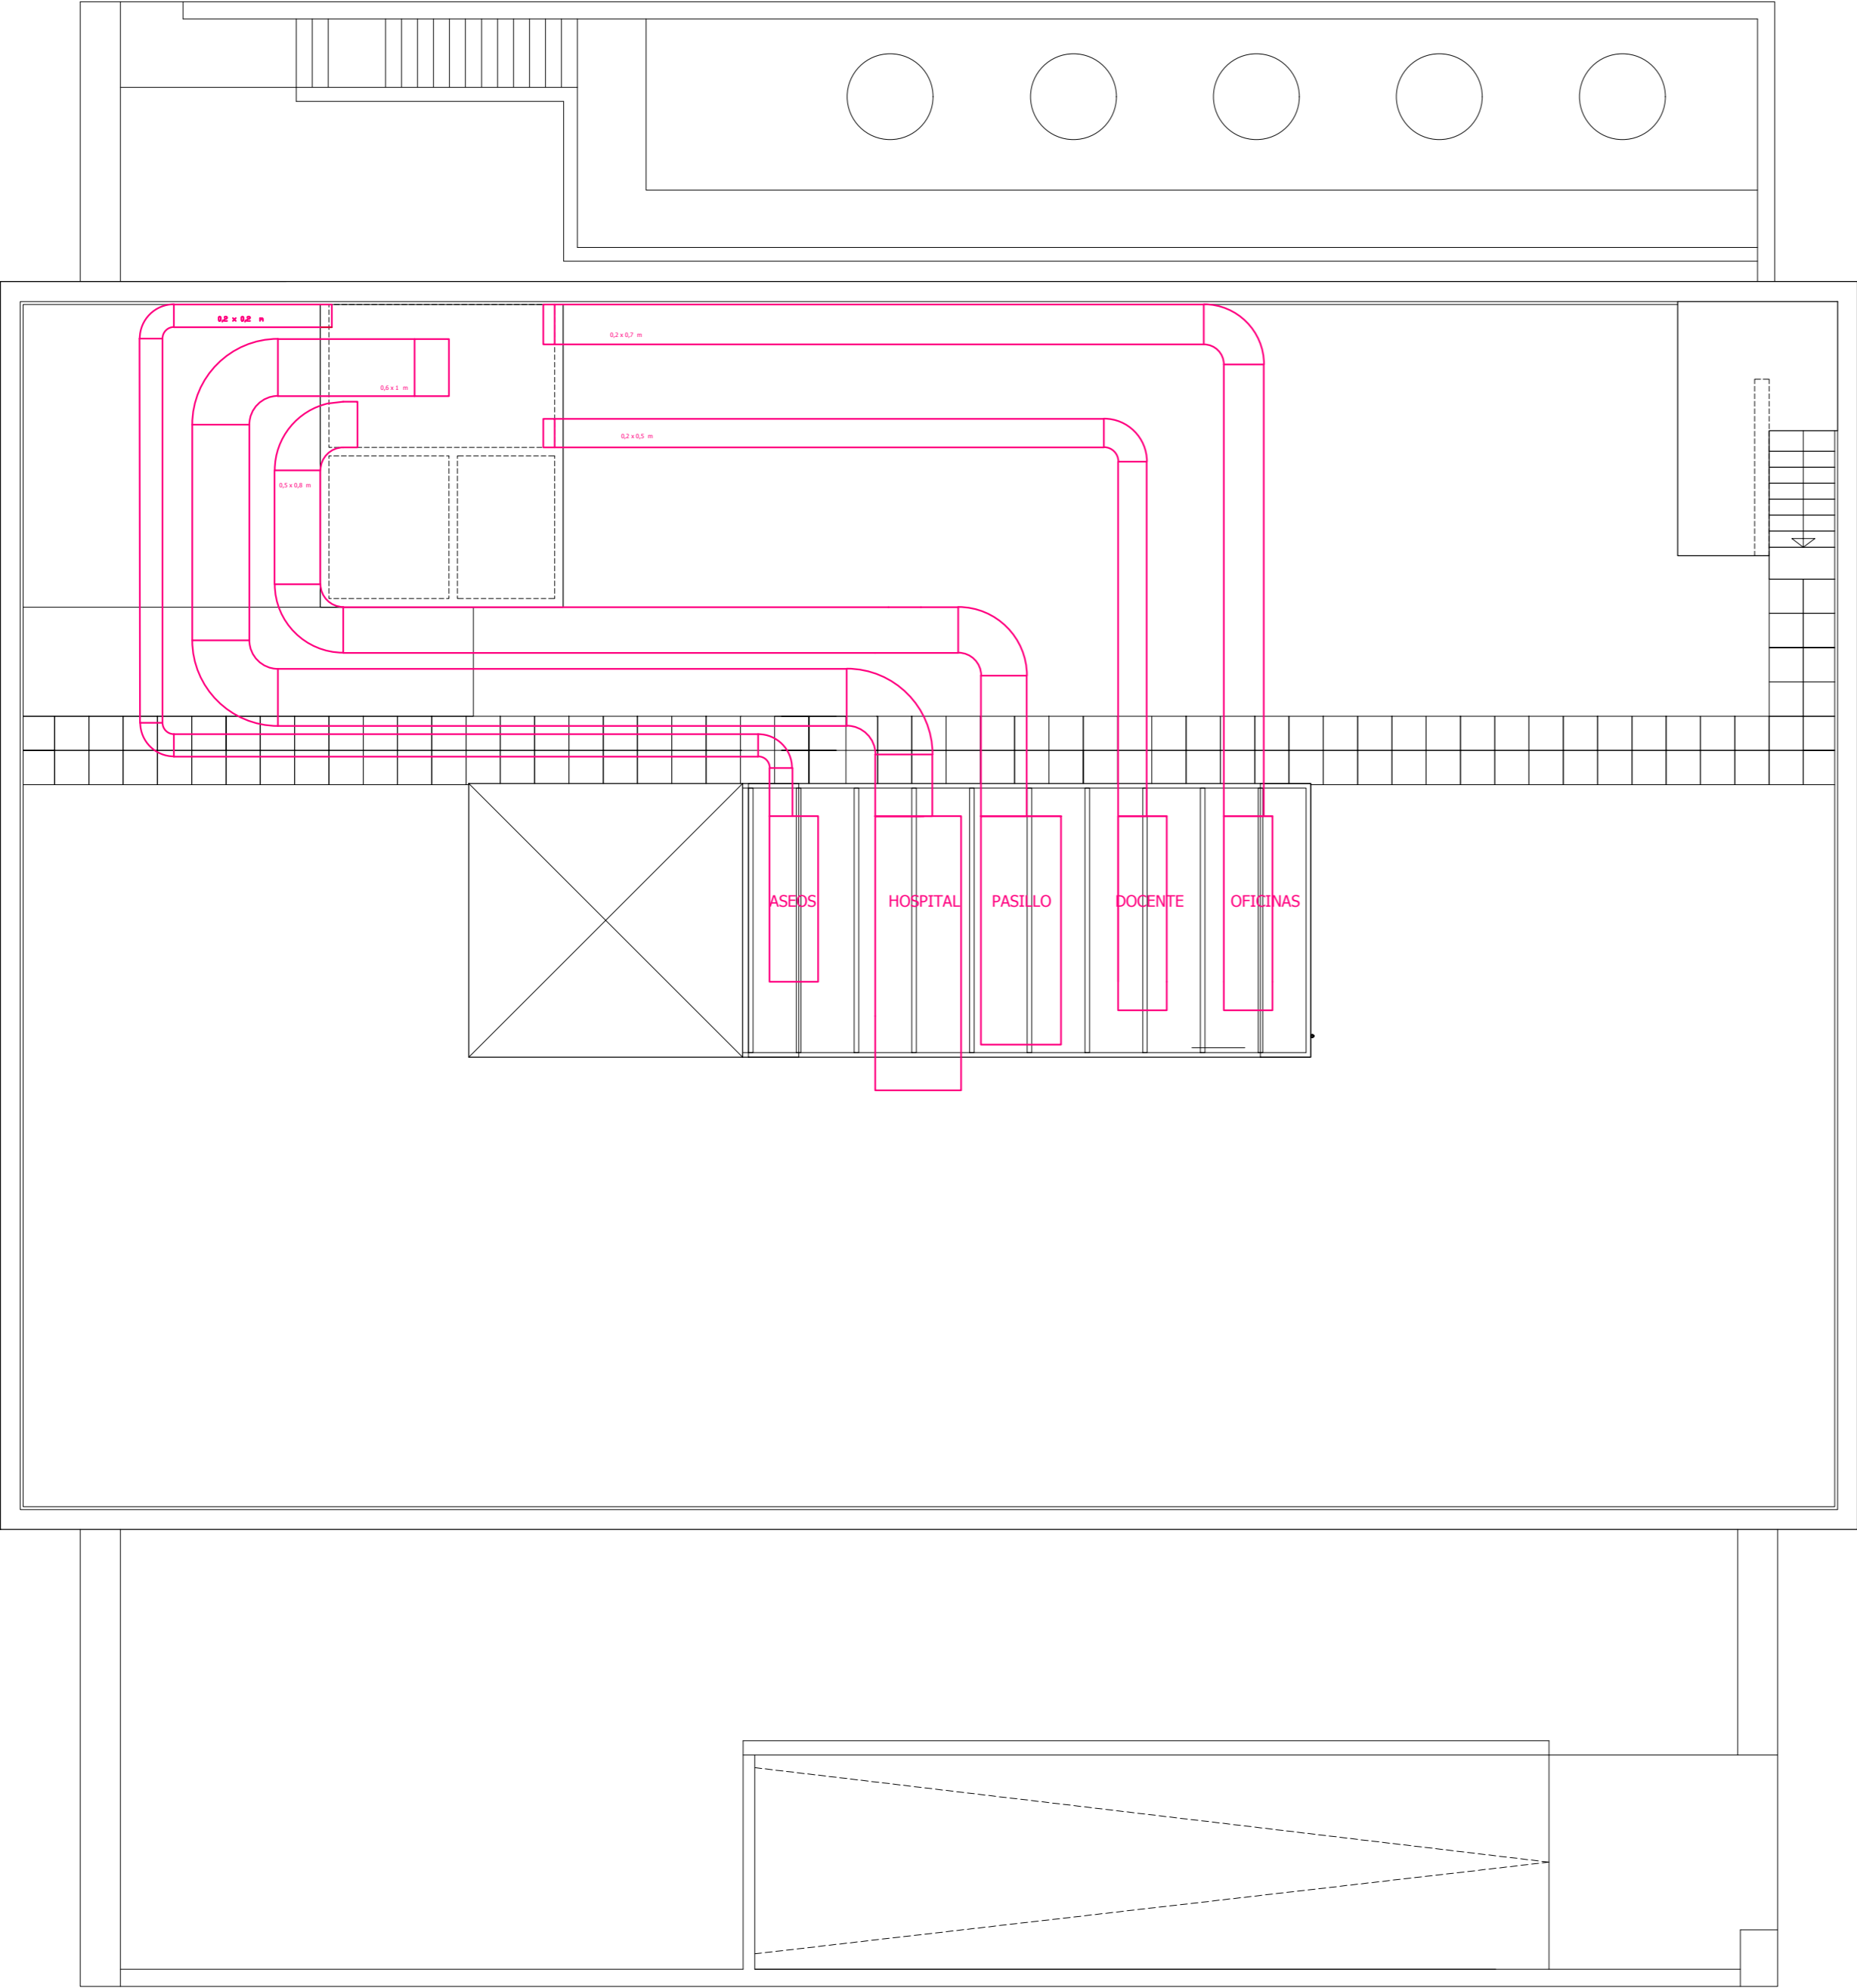 0,2 x 0,2 m
0,2 x 0,7 m
0,6 x 1 m
0,2 x 0,5 m
0,5 x 0,8 m
ASEOS
HOSPITAL
PASILLO
DOCENTE
OFICINAS